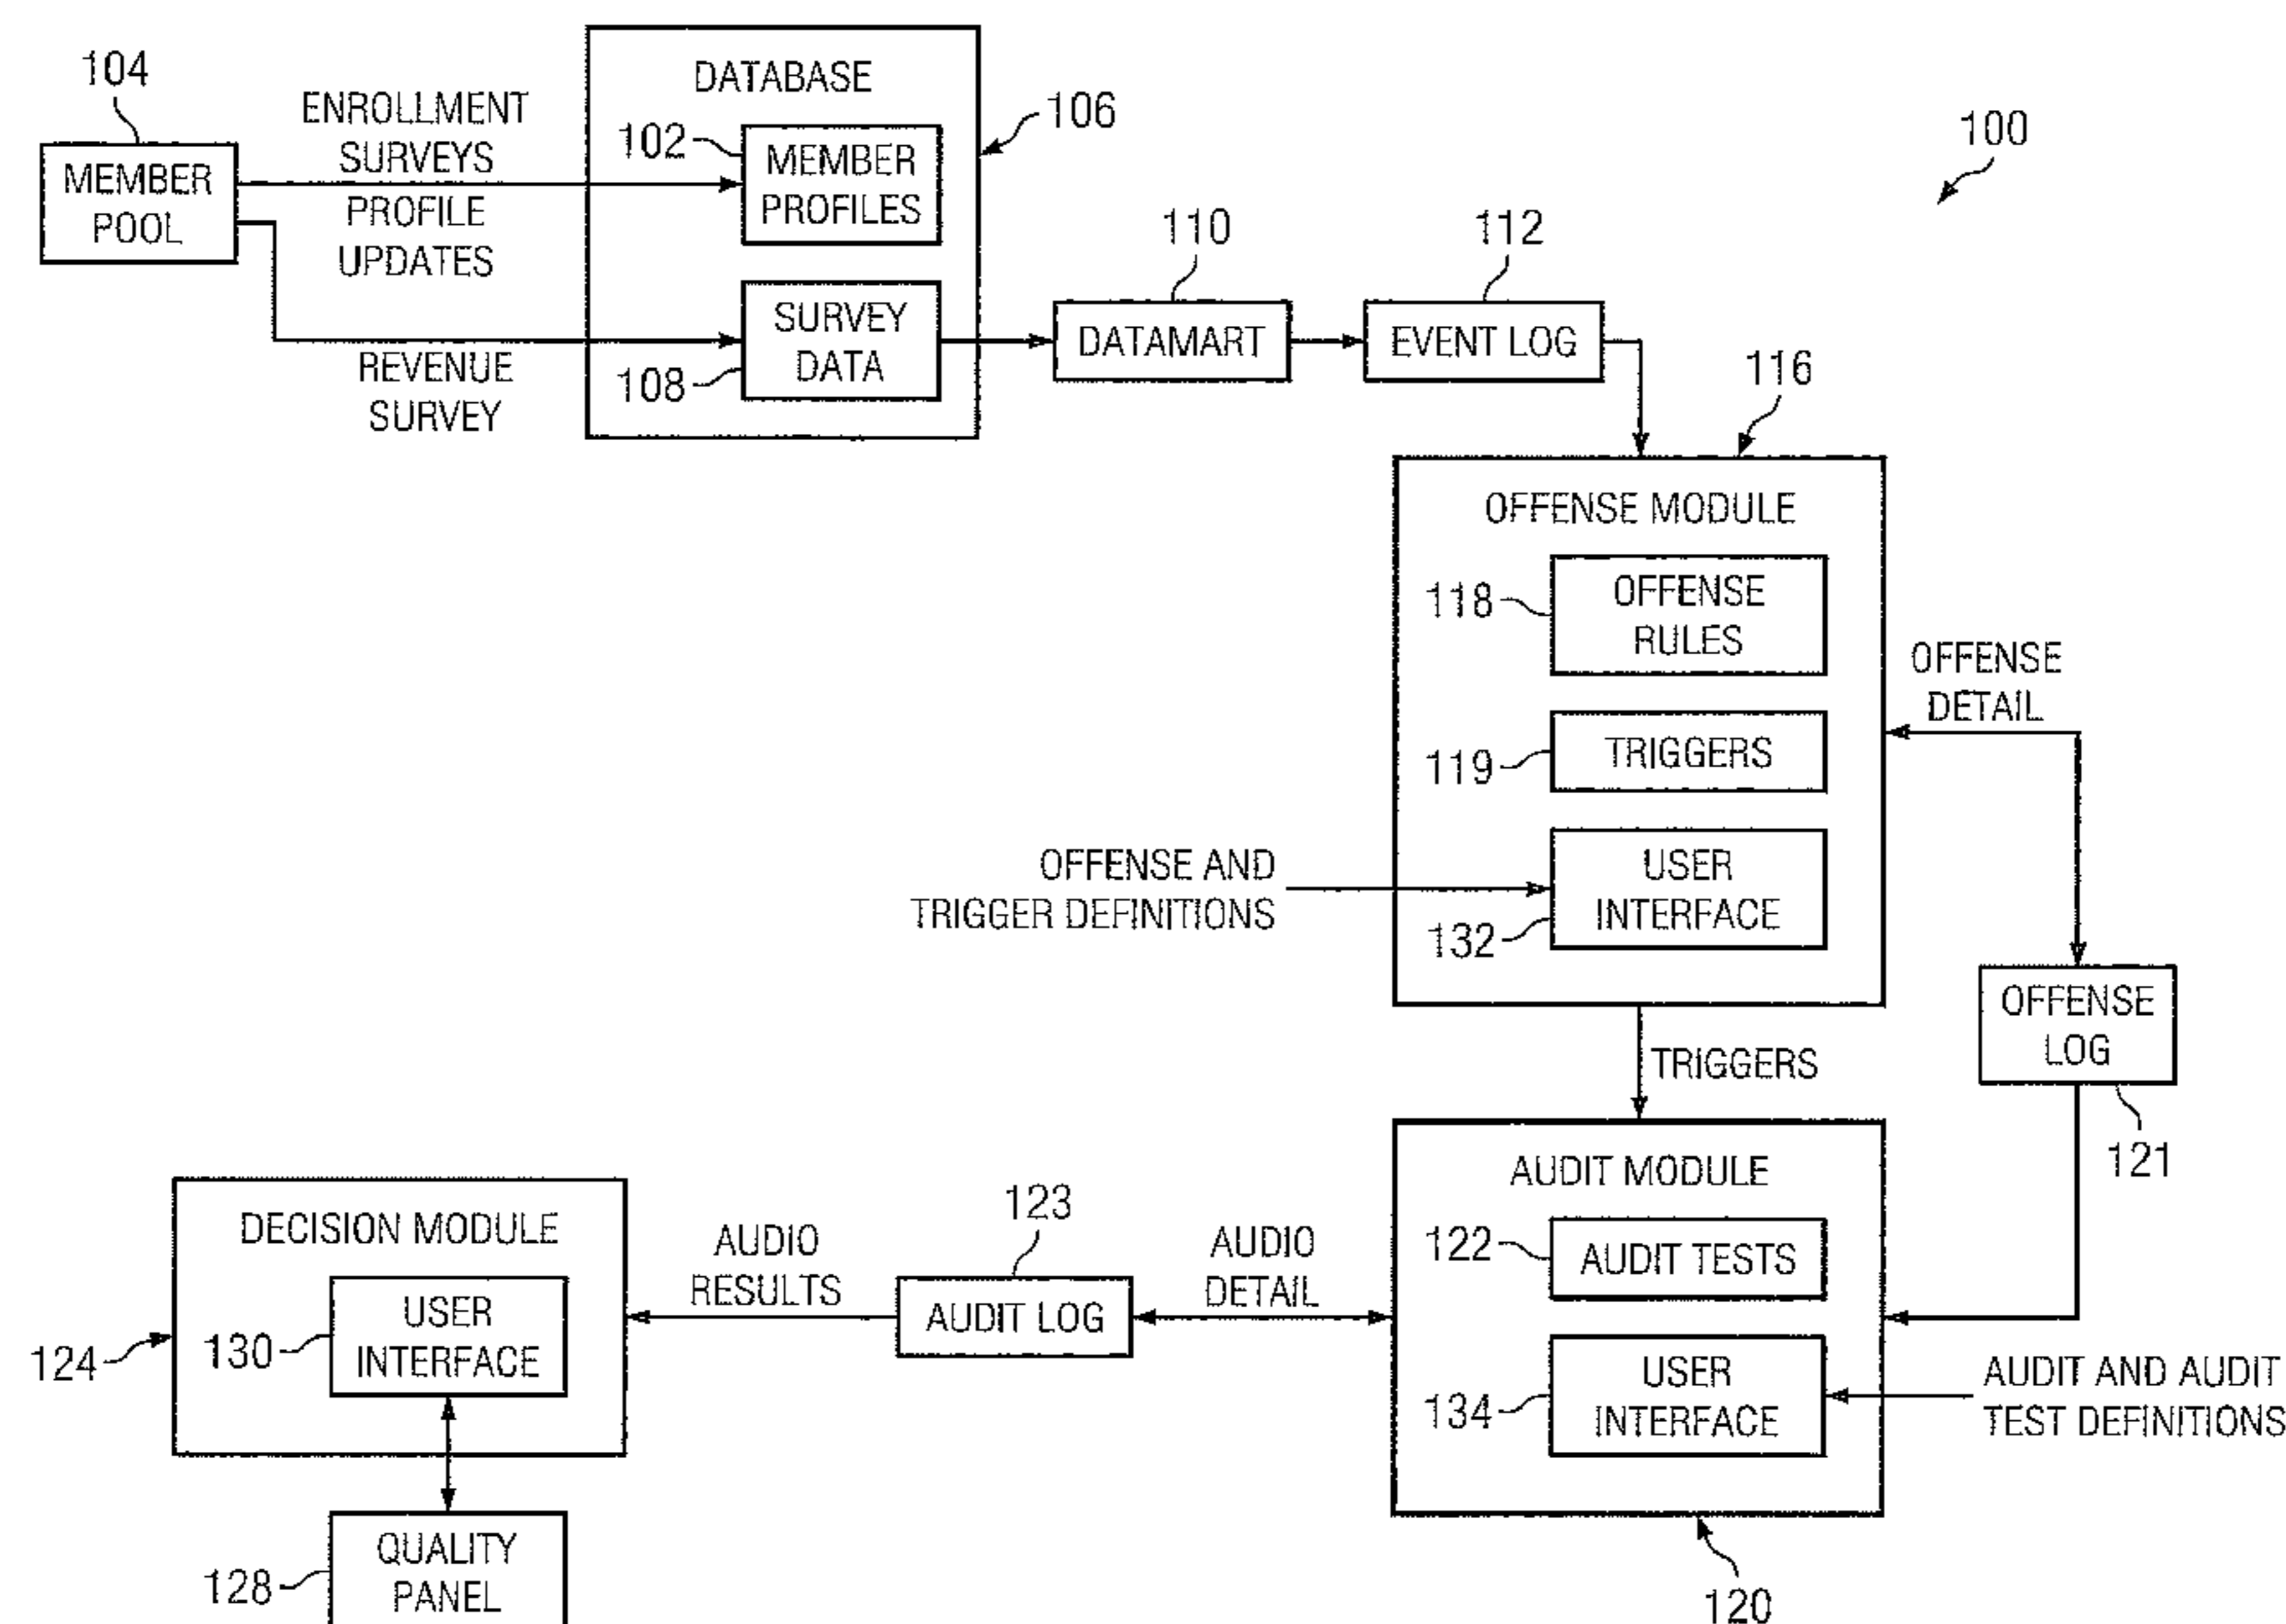 104
ENROLLMENT
SURVEYS
PROFILE
UPDATES
MEMBER
POOL
REVENUE
SURVEY
DATABASE
106
102
MEMBER
PROFILES
108
SURVEY
DATA
100
110
DATAMART
112
EVENT LOG
116
OFFENSE MODULE
118
OFFENSE
RULES
119
TRIGGERS
132
USER
INTERFACE
OFFENSE AND
TRIGGER DEFINITIONS
OFFENSE
DETAIL
OFFENSE
LOG
121
TRIGGERS
AUDIT MODULE
122
AUDIT TESTS
134
USER
INTERFACE
AUDIT AND AUDIT
TEST DEFINITIONS
120
AUDIO
DETAIL
123
AUDIT LOG
AUDIO
RESULTS
DECISION MODULE
124
130
USER
INTERFACE
128
QUALITY
PANEL